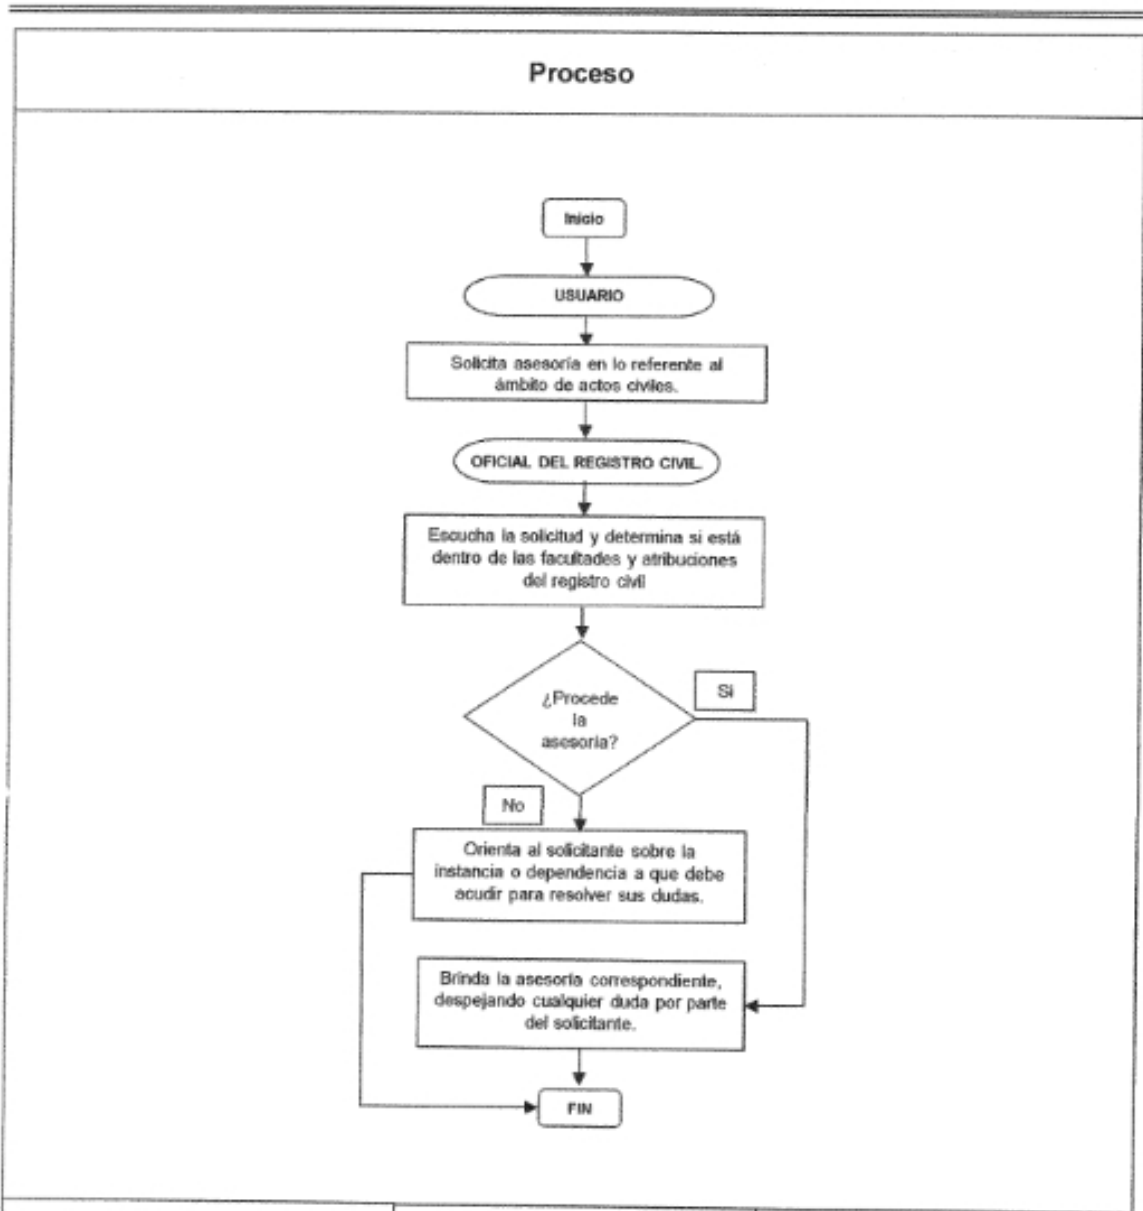 Proceso
Inicio
USUARIO
Solicita asesoría en lo referente al
ámbito de actos civiles.
OFICIAL DEL REGISTRO CIVIL.
Escucha la solicitud y determina si está
dentro de las facultades y atribuciones
del registro civil
¿Procede
la
asesoría?
Si
No
Orienta al solicitante sobre la
instancia o dependencia a que debe
acudir para resolver sus dudas.
Brinda la asesoría correspondiente,
despejando cualquier duda por parte
del solicitante.
FIN